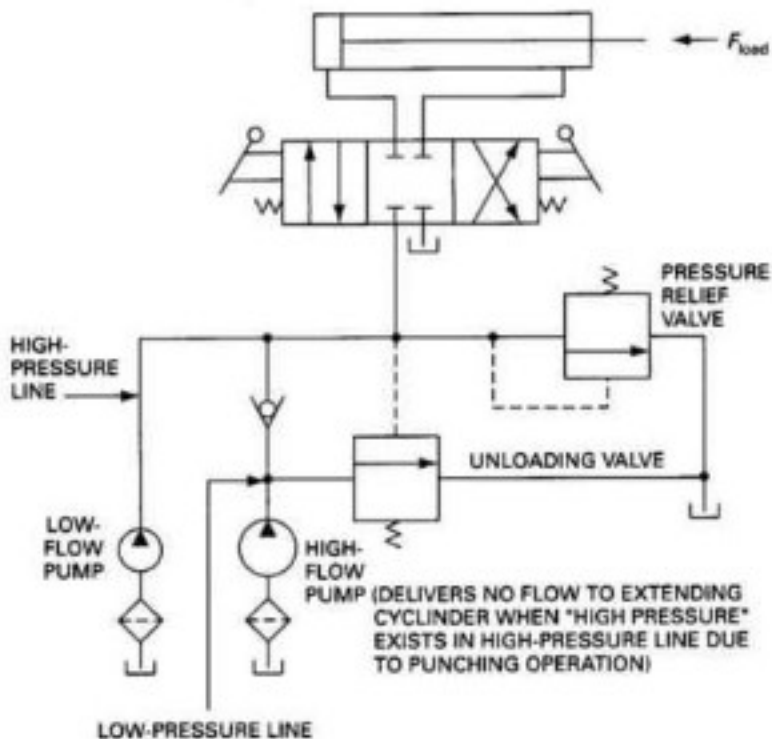 Fload
PRESSURE
RELIEF
VALVE
HIGH-
PRESSURE
LINE
UNLOADING VALVE
LOW-
FLOW
PUMP
HIGH-
FLOW
PUMP (DELIVERS NO FLOW TO EXTENDING
CYCLINDER WHEN "HIGH PRESSURE"
EXISTS IN HIGH-PRESSURE LINE DUE
TO PUNCHING OPERATION)
LOW-PRESSURE LINE